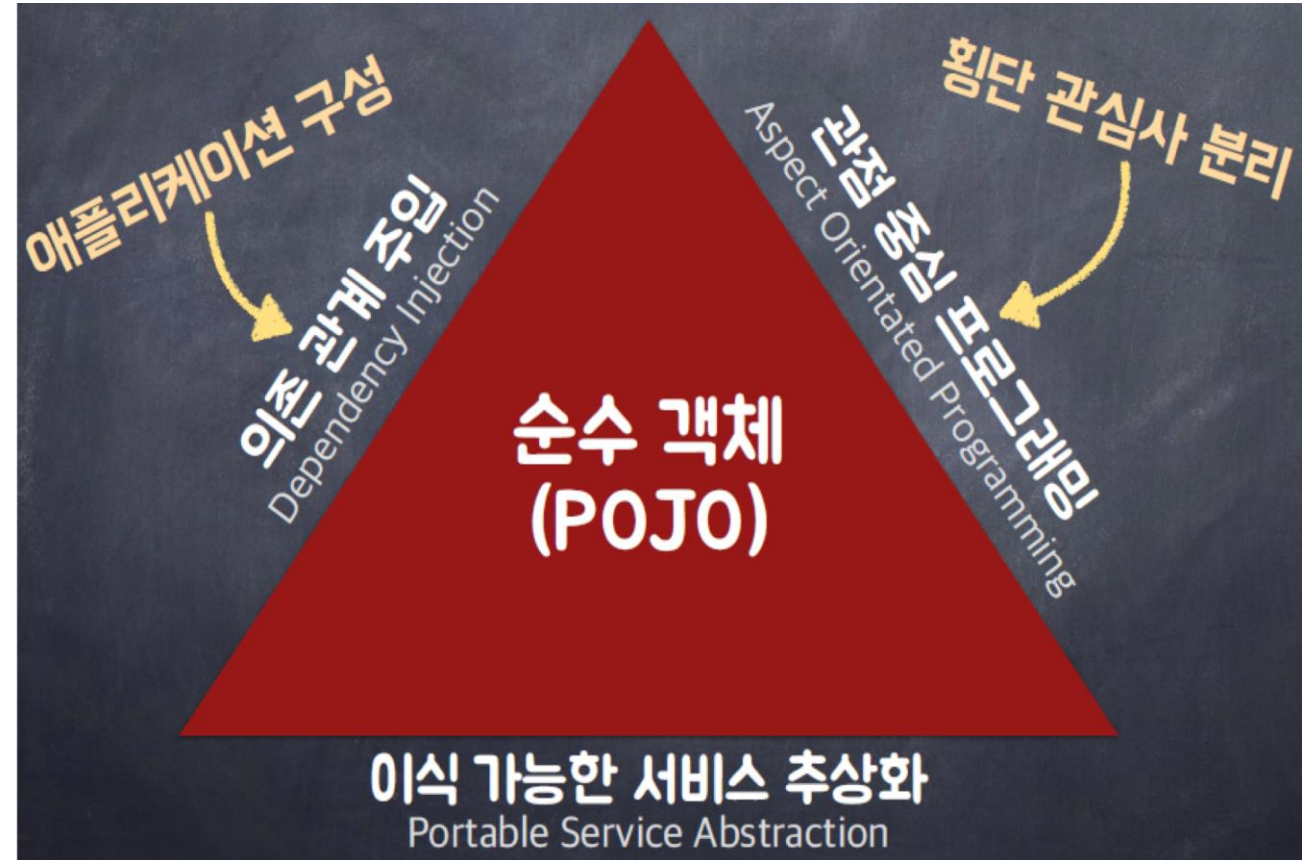 애플리케이션 구성
의존 관계 주입
Dependency Injection
횡단 관심사 분리
관점 중심 프로그래밍
Aspect Orientated Programming
순수 객체
(POJO)
이식 가능한 서비스 추상화
Portable Service Abstraction